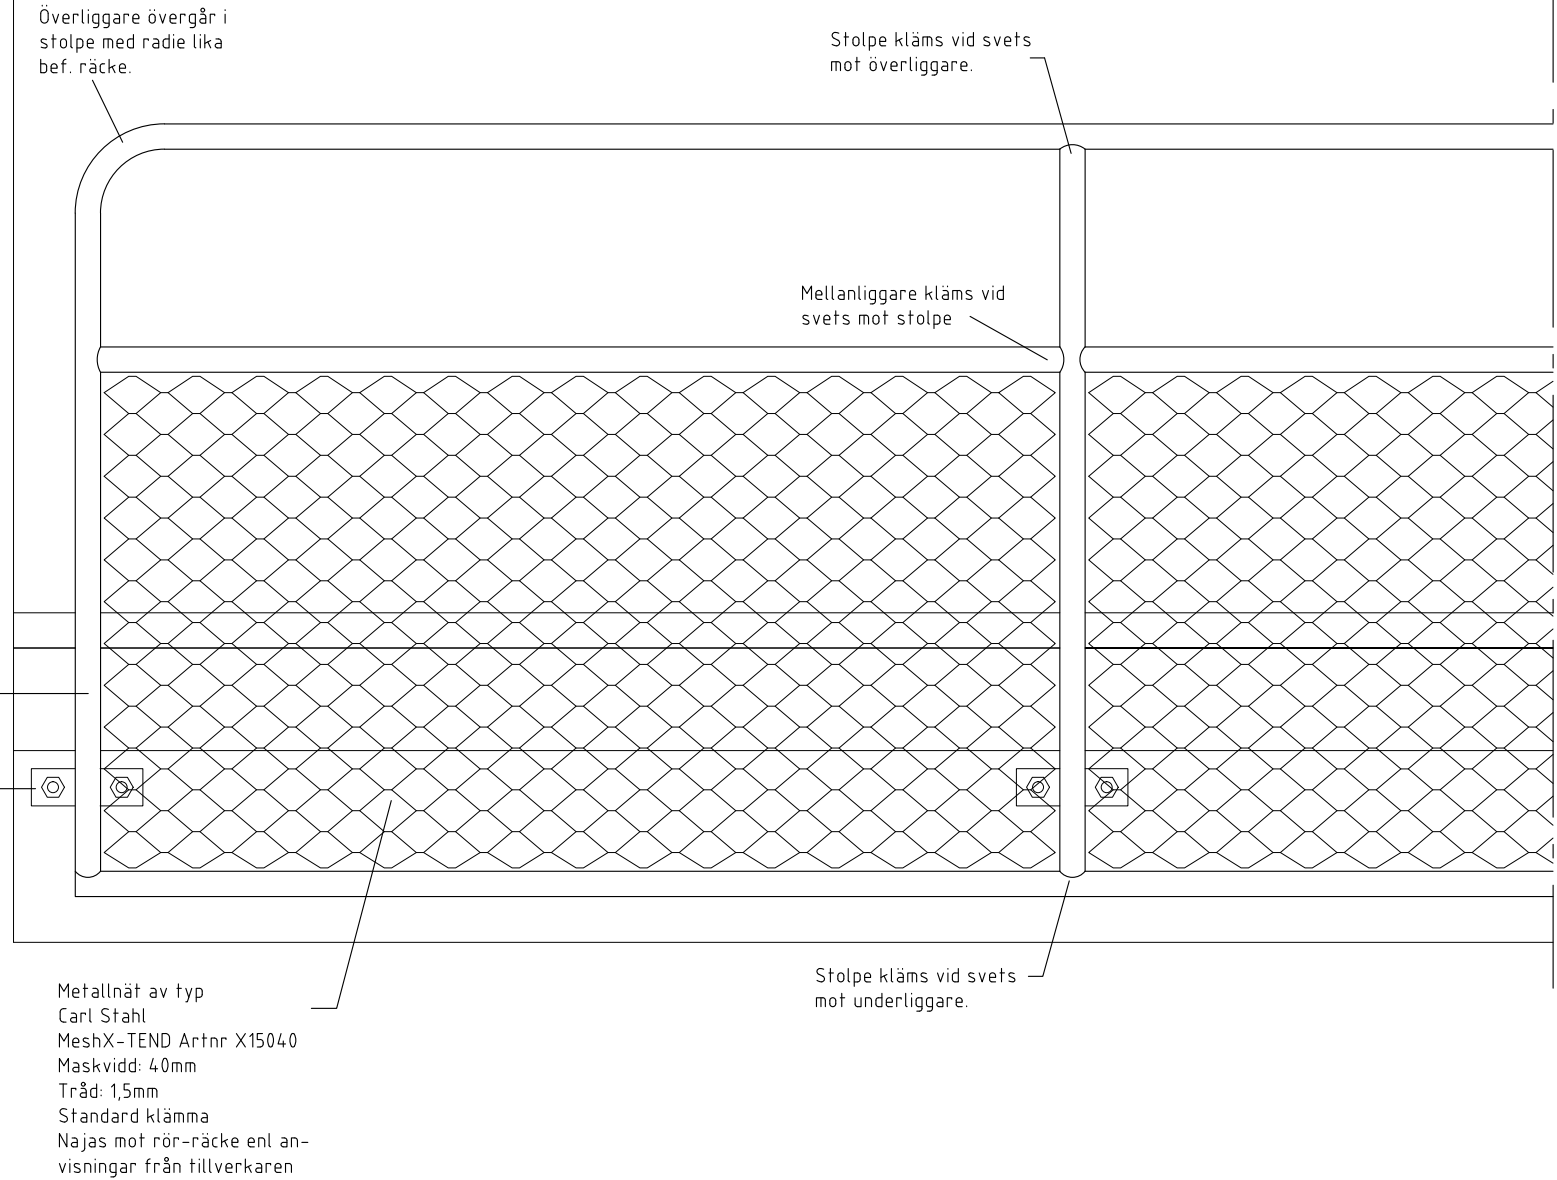 Överliggare övergår i
stolpe med radie lika
bef. räcke.
Stolpe kläms vid svets
mot överliggare.
Mellanliggare kläms vid
svets mot stolpe
Stolpe kläms vid svets
mot underliggare.
Metallnät av typ
Carl Stahl
MeshX-TEND Artnr X15040
Maskvidd: 40mm
Tråd: 1,5mm
Standard klämma
Najas mot rör-räcke enl an-
visningar från tillverkaren